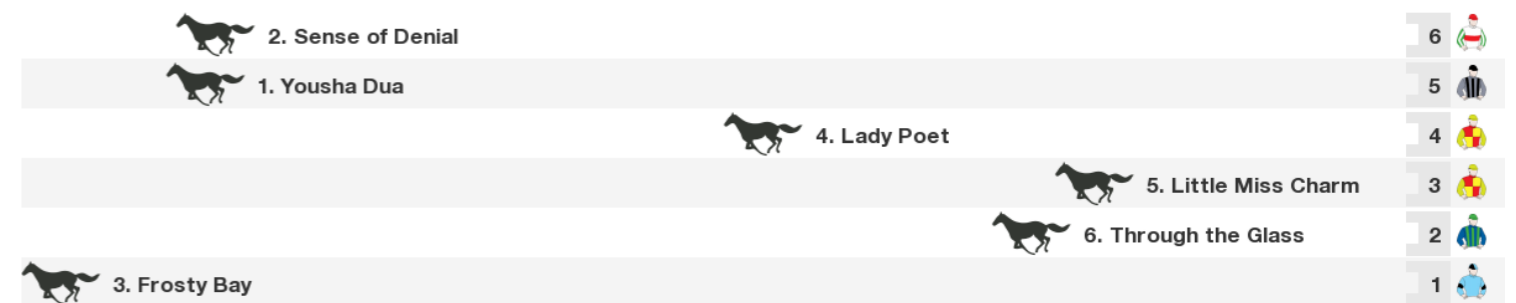 2. Sense of Denial 6
1. Yousha Dua 5
4. Lady Poet 4
5. Little Miss Charm 3
6. Through the Glass 2
3. Frosty Bay 1